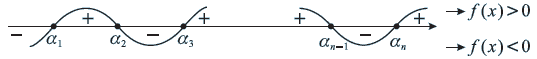 + + + + → f(x) > 0
− α₁ α₂ − α₃ αₙ₋₁ − αₙ → f(x) < 0